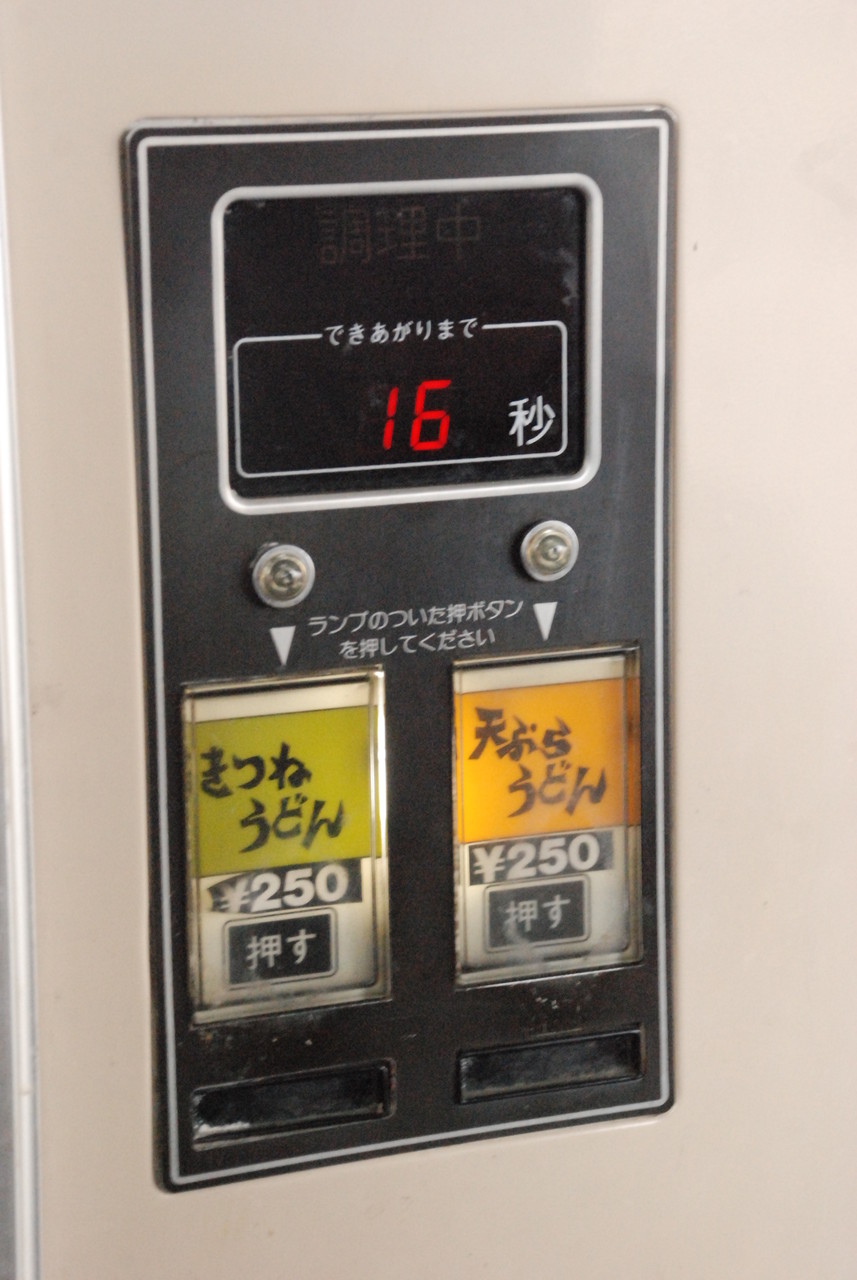 調理中
できあがりまで
16 秒
ランプのついた押ボタン
を押してください
きつね
うどん
¥250
押す
天ぷら
うどん
¥250
押す